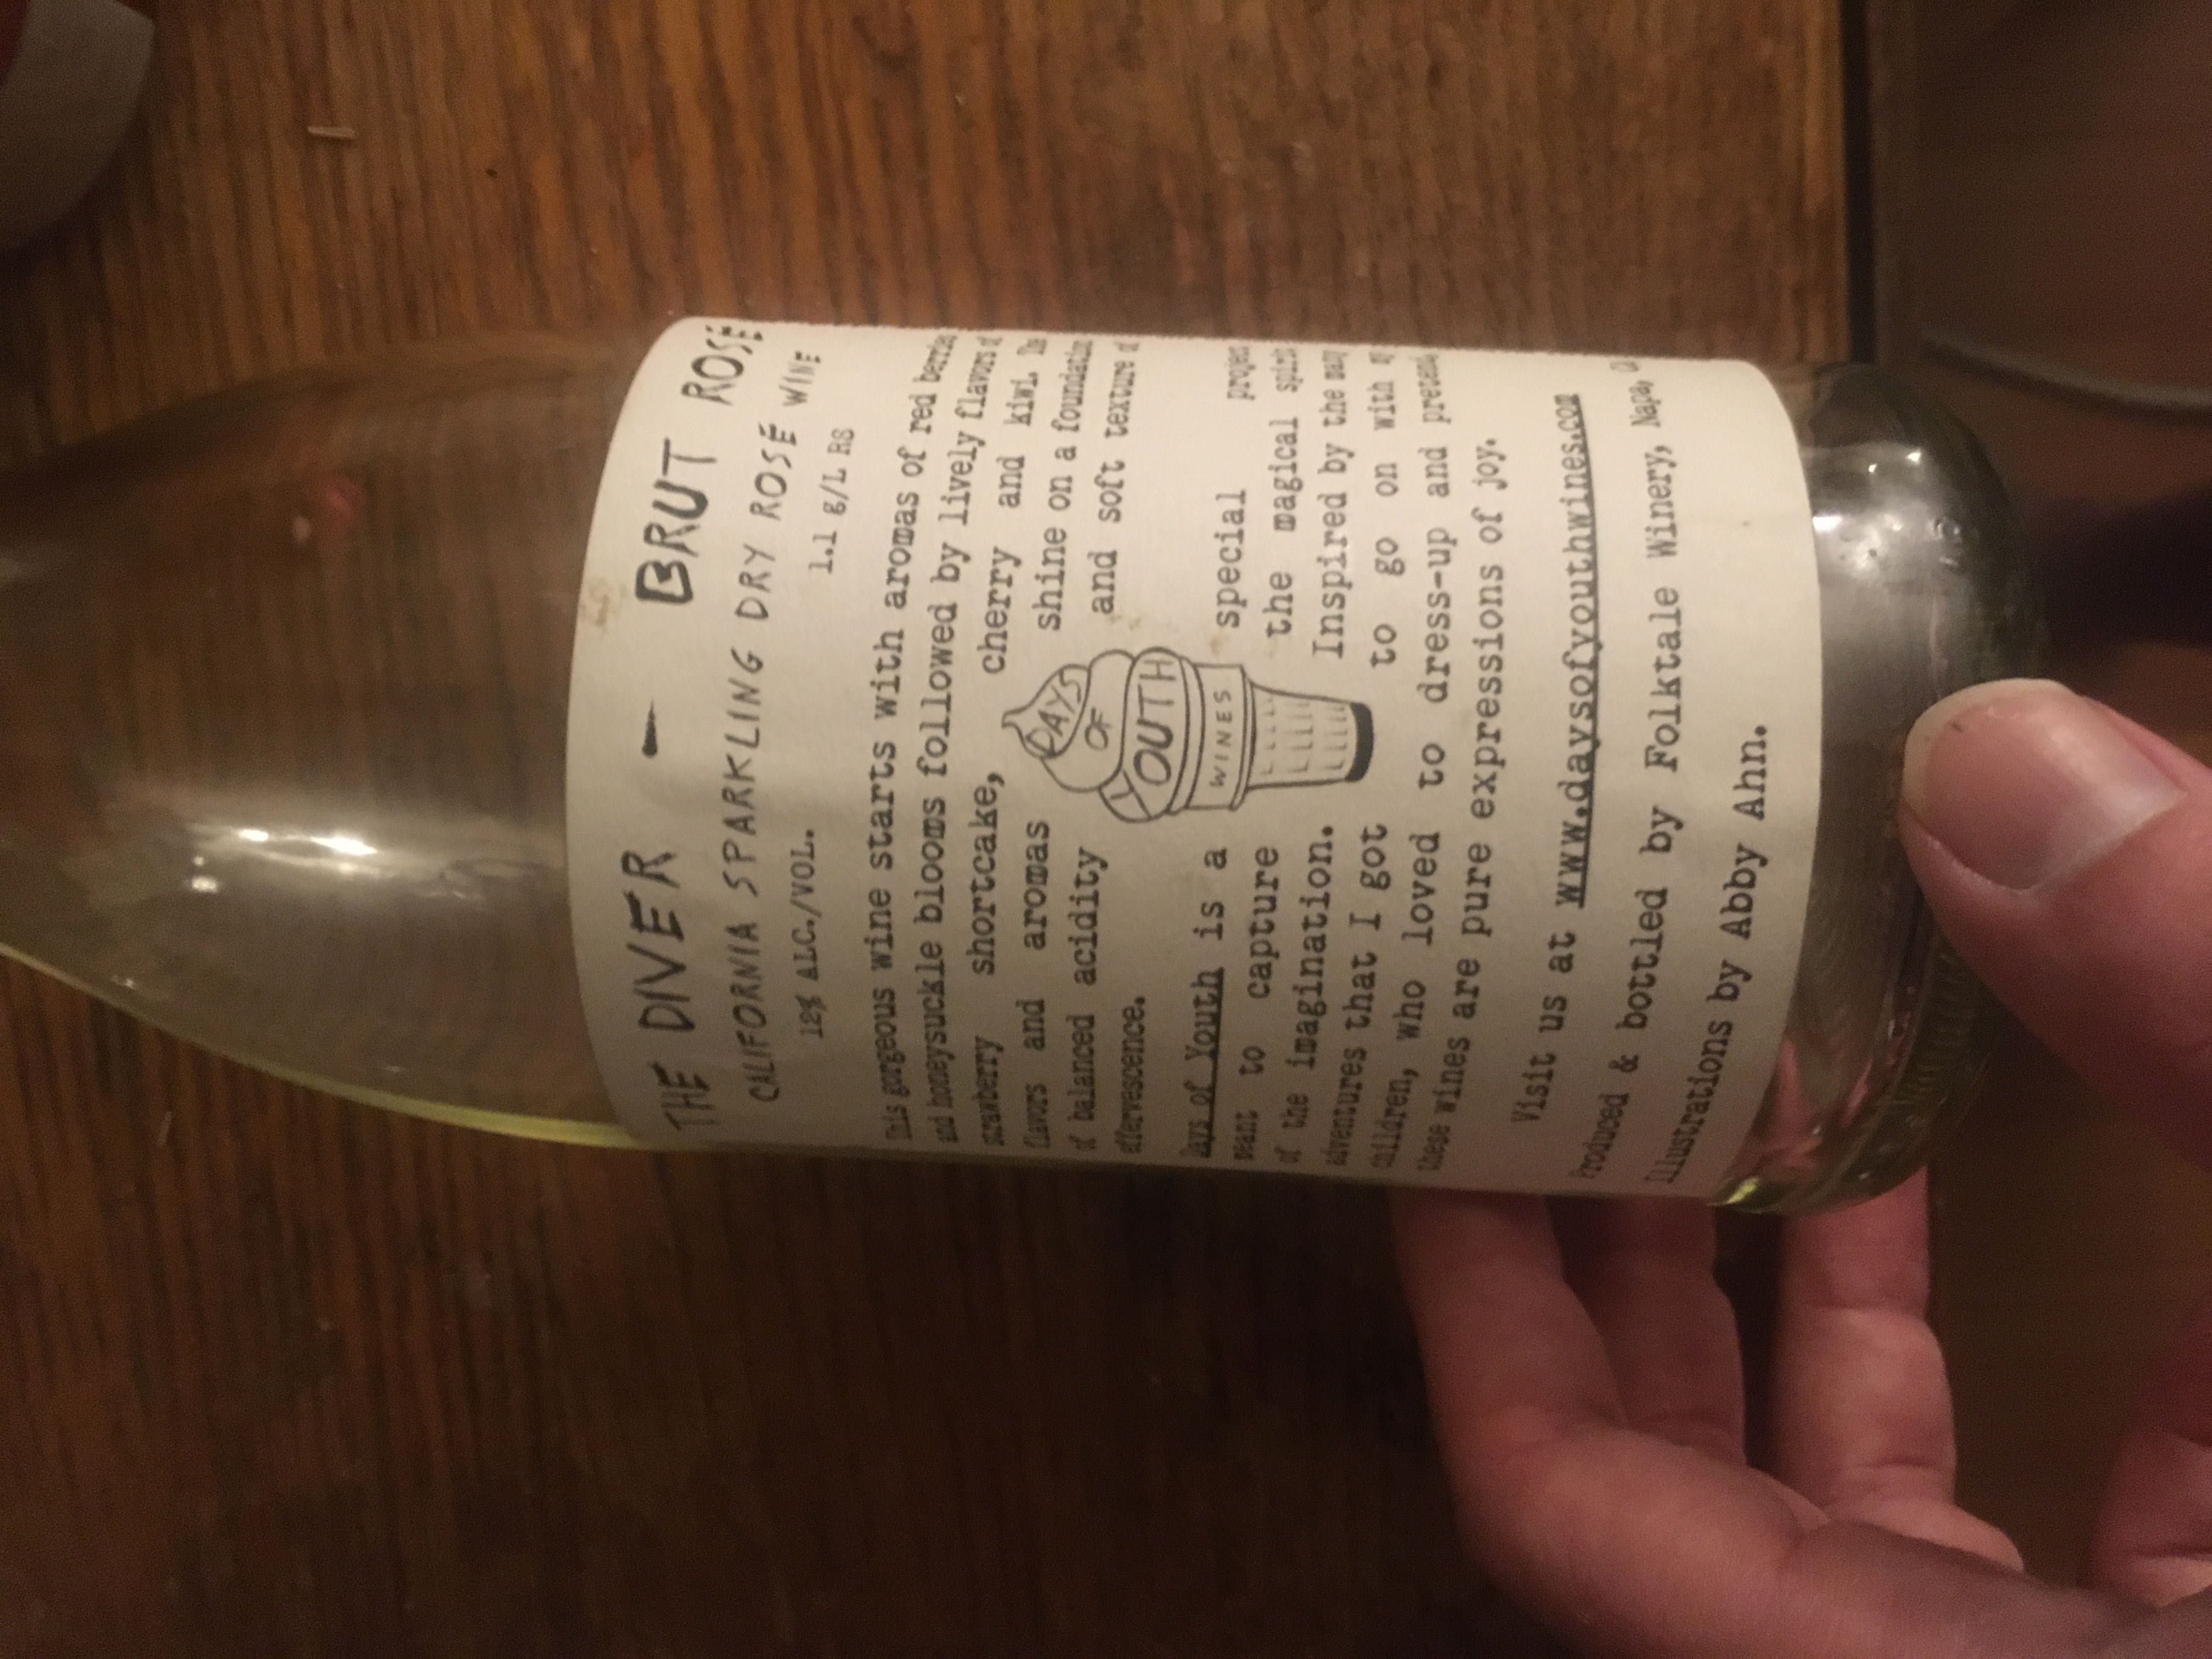 THE DIVER - BRUT ROSÉ
CALIFORNIA SPARKLING DRY ROSÉ WINE
12% ALC./VOL. 1.1 g/L RS
This gorgeous wine starts with aromas of red berries
and honeysuckle blooms followed by lively flavors of
strawberry shortcake, cherry and kiwi. The
flavors and aromas shine on a foundation
of balanced acidity and soft texture of
effervescence.
DAYS
OF
YOUTH
WINES
Days of Youth is a special project
meant to capture the magical spirit
of the imagination. Inspired by the many
adventures that I got to go on with my
children, who loved to dress-up and pretend,
these wines are pure expressions of joy.
Visit us at www.daysofyouthwines.com
Produced & bottled by Folktale Winery, Napa,
Illustrations by Abby Ahn.